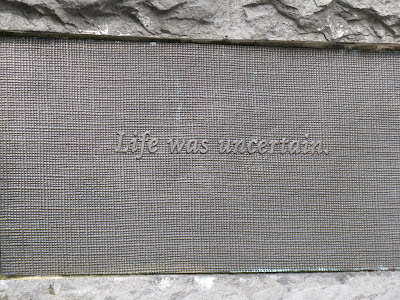 Life was uncertain.